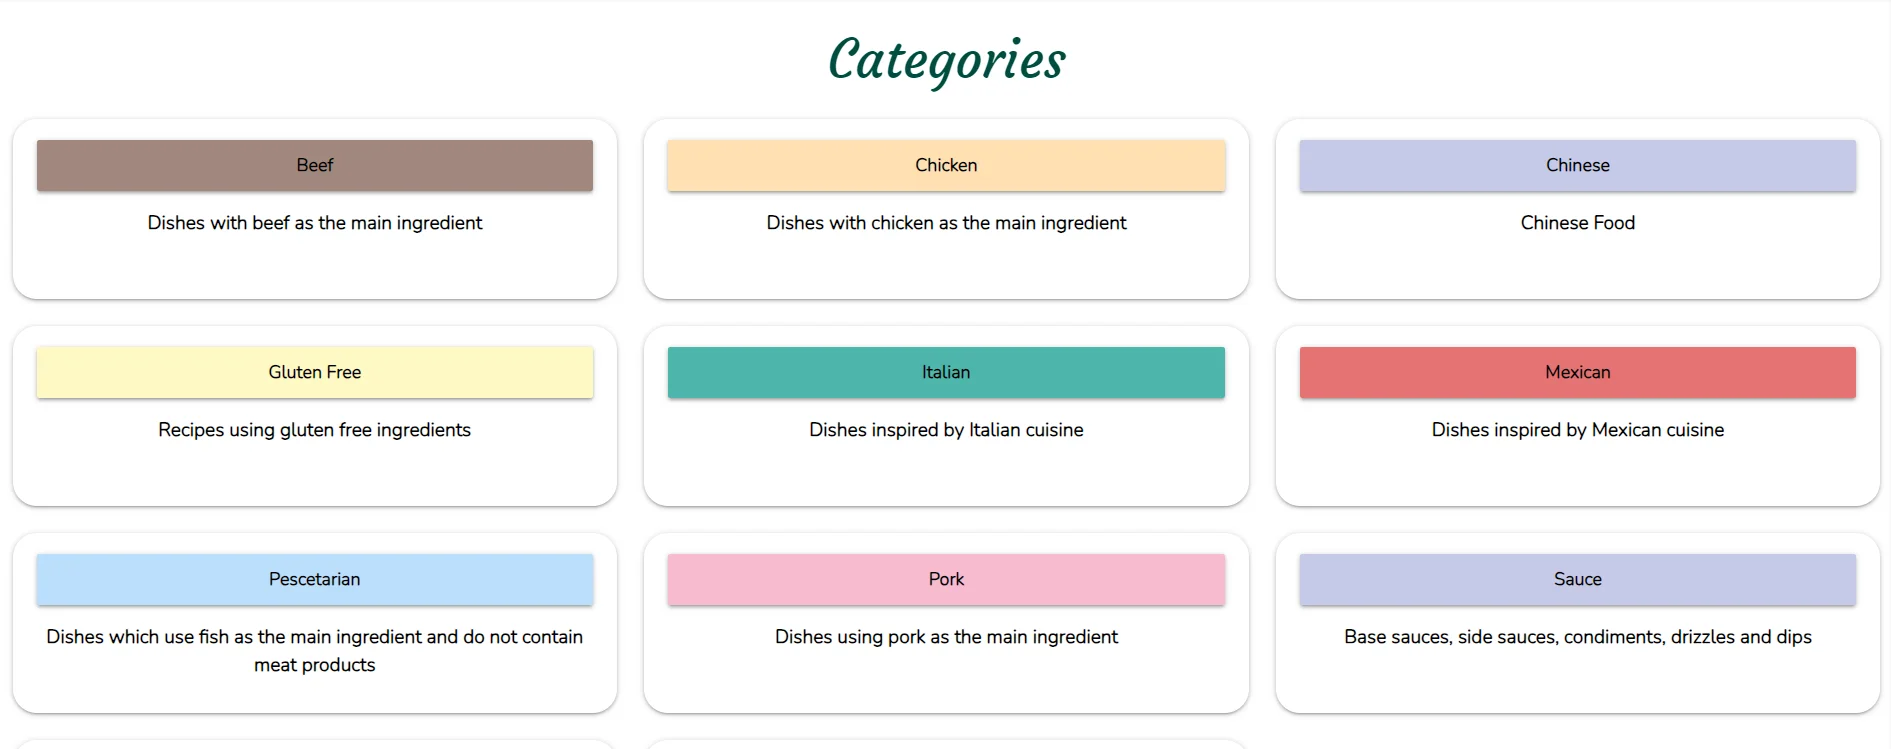 Categories
Beef
Dishes with beef as the main ingredient
Chicken
Dishes with chicken as the main ingredient
Chinese
Chinese Food
Gluten Free
Recipes using gluten free ingredients
Italian
Dishes inspired by Italian cuisine
Mexican
Dishes inspired by Mexican cuisine
Pescetarian
Dishes which use fish as the main ingredient and do not contain
meat products
Pork
Dishes using pork as the main ingredient
Sauce
Base sauces, side sauces, condiments, drizzles and dips